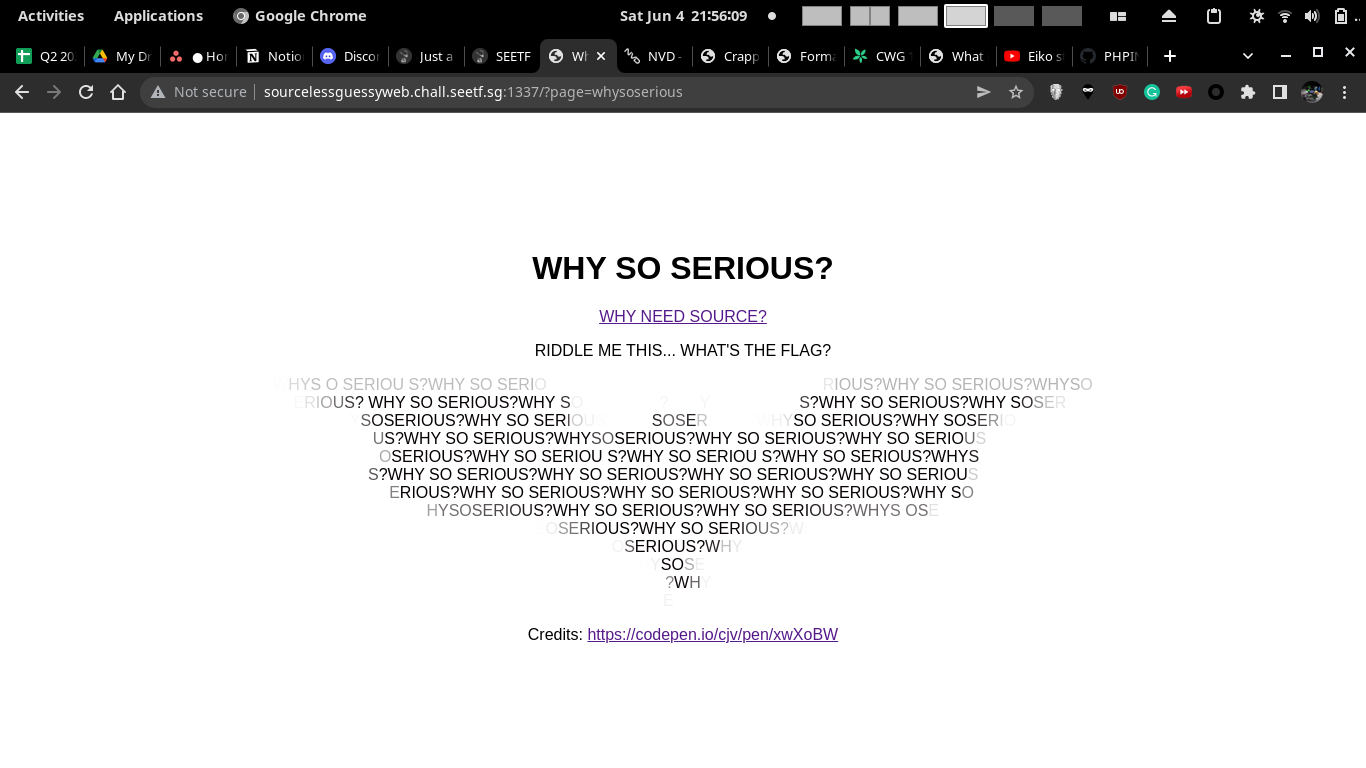 Activities Applications Google Chrome Sat Jun 4 21:56:09
Q2 20 My Dr Hor Notio Discor Just a SEETF Wh NVD - Crapp Forma CWG What Eiko s PHPIN
Not secure sourcelessguessyweb.chall.seetf.sg:1337/?page=whysoserious
WHY SO SERIOUS?
WHY NEED SOURCE?
RIDDLE ME THIS... WHAT'S THE FLAG?
WHYS O SERIOU S?WHY SO SERIO RIOUS?WHY SO SERIOUS?WHYSO
ERIOUS? WHY SO SERIOUS?WHY SO ? Y S?WHY SO SERIOUS?WHY SOSER
SOSERIOUS?WHY SO SERIOU SOSER WHYSO SERIOUS?WHY SOSERIO
US?WHY SO SERIOUS?WHYSOSERIOUS?WHY SO SERIOUS?WHY SO SERIOUS
OSERIOUS?WHY SO SERIOU S?WHY SO SERIOU S?WHY SO SERIOUS?WHYS
S?WHY SO SERIOUS?WHY SO SERIOUS?WHY SO SERIOUS?WHY SO SERIOUS
ERIOUS?WHY SO SERIOUS?WHY SO SERIOUS?WHY SO SERIOUS?WHY SO
HYSOSERIOUS?WHY SO SERIOUS?WHY SO SERIOUS?WHYS OSE
OSERIOUS?WHY SO SERIOUS?W
OSERIOUS?WHY
YSOSE
?WHY
E
Credits: https://codepen.io/cjv/pen/xwXoBW